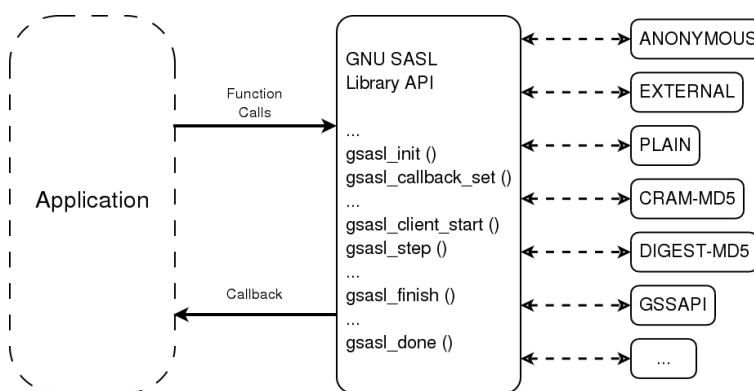 Application
Function
Calls
Callback
GNU SASL
Library API
...
gsasl_init ()
gsasl_callback_set ()
...
gsasl_client_start ()
gsasl_step ()
...
gsasl_finish ()
...
gsasl_done ()
ANONYMOUS
EXTERNAL
PLAIN
CRAM-MD5
DIGEST-MD5
GSSAPI
...